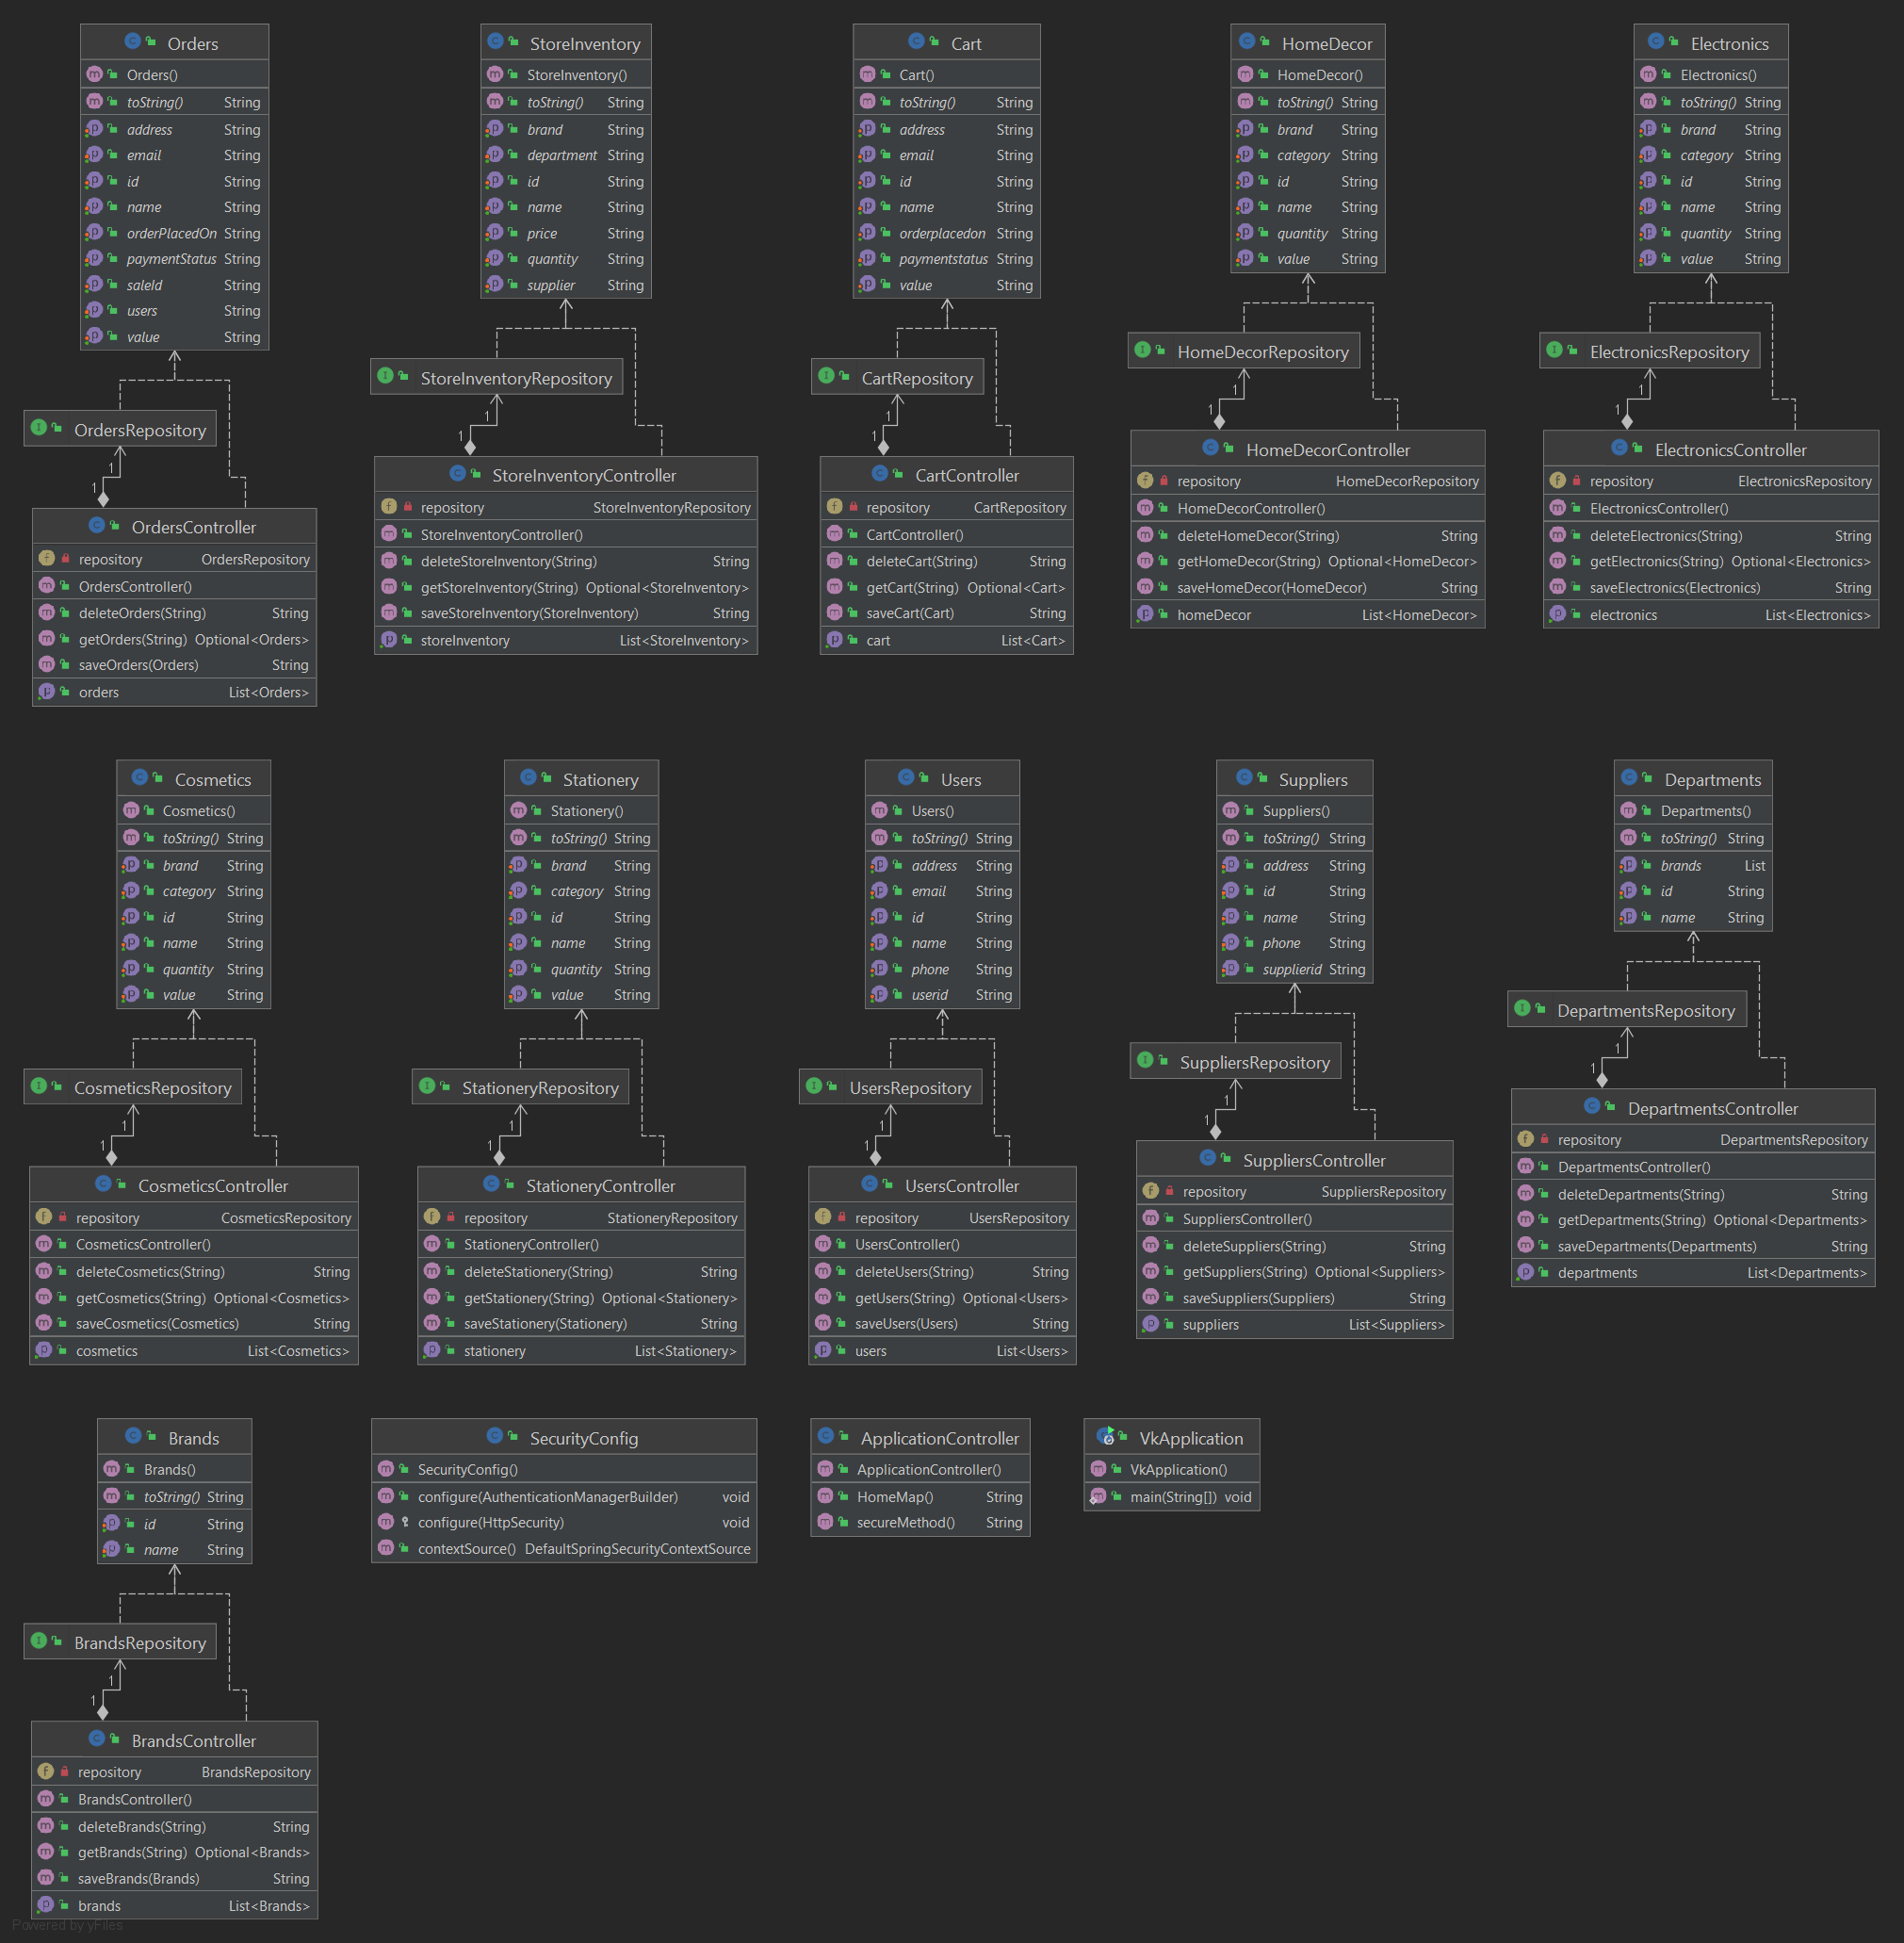 Orders
Orders()
toString() String
address String
email String
id String
name String
orderPlacedOn String
paymentStatus String
saleId String
users String
value String
1
OrdersRepository
1
OrdersController
repository OrdersRepository
OrdersController()
deleteOrders(String) String
getOrders(String) Optional<Orders>
saveOrders(Orders) String
orders List<Orders>
StoreInventory
StoreInventory()
toString() String
brand String
department String
id String
name String
price String
quantity String
supplier String
StoreInventoryRepository
1
1
StoreInventoryController
repository StoreInventoryRepository
StoreInventoryController()
deleteStoreInventory(String) String
getStoreInventory(String) Optional<StoreInventory>
saveStoreInventory(StoreInventory) String
storeInventory List<StoreInventory>
Cart
Cart()
toString() String
address String
email String
id String
name String
orderplacedon String
paymentstatus String
value String
CartRepository
1
1
CartController
repository CartRepository
CartController()
deleteCart(String) String
getCart(String) Optional<Cart>
saveCart(Cart) String
cart List<Cart>
HomeDecor
HomeDecor()
toString() String
brand String
category String
id String
name String
quantity String
value String
HomeDecorRepository
1
1
HomeDecorController
repository HomeDecorRepository
HomeDecorController()
deleteHomeDecor(String) String
getHomeDecor(String) Optional<HomeDecor>
saveHomeDecor(HomeDecor) String
homeDecor List<HomeDecor>
Electronics
Electronics()
toString() String
brand String
category String
id String
name String
quantity String
value String
ElectronicsRepository
1
1
ElectronicsController
repository ElectronicsRepository
ElectronicsController()
deleteElectronics(String) String
getElectronics(String) Optional<Electronics>
saveElectronics(Electronics) String
electronics List<Electronics>
Cosmetics
Cosmetics()
toString() String
brand String
category String
id String
name String
quantity String
value String
CosmeticsRepository
1
1
CosmeticsController
repository CosmeticsRepository
CosmeticsController()
deleteCosmetics(String) String
getCosmetics(String) Optional<Cosmetics>
saveCosmetics(Cosmetics) String
cosmetics List<Cosmetics>
Stationery
Stationery()
toString() String
brand String
category String
id String
name String
quantity String
value String
StationeryRepository
1
1
StationeryController
repository StationeryRepository
StationeryController()
deleteStationery(String) String
getStationery(String) Optional<Stationery>
saveStationery(Stationery) String
stationery List<Stationery>
Users
Users()
toString() String
address String
email String
id String
name String
phone String
userid String
UsersRepository
1
1
UsersController
repository UsersRepository
UsersController()
deleteUsers(String) String
getUsers(String) Optional<Users>
saveUsers(Users) String
users List<Users>
Suppliers
Suppliers()
toString() String
address String
id String
name String
phone String
supplierid String
SuppliersRepository
1
1
SuppliersController
repository SuppliersRepository
SuppliersController()
deleteSuppliers(String) String
getSuppliers(String) Optional<Suppliers>
saveSuppliers(Suppliers) String
suppliers List<Suppliers>
Departments
Departments()
toString() String
brands List
id String
name String
DepartmentsRepository
1
1
DepartmentsController
repository DepartmentsRepository
DepartmentsController()
deleteDepartments(String) String
getDepartments(String) Optional<Departments>
saveDepartments(Departments) String
departments List<Departments>
Brands
Brands()
toString() String
id String
name String
BrandsRepository
1
1
BrandsController
repository BrandsRepository
BrandsController()
deleteBrands(String) String
getBrands(String) Optional<Brands>
saveBrands(Brands) String
brands List<Brands>
SecurityConfig
SecurityConfig()
configure(AuthenticationManagerBuilder) void
configure(HttpSecurity) void
contextSource() DefaultSpringSecurityContextSource
ApplicationController
ApplicationController()
HomeMap() String
secureMethod() String
VkApplication
VkApplication()
main(String[]) void
Powered by yFiles